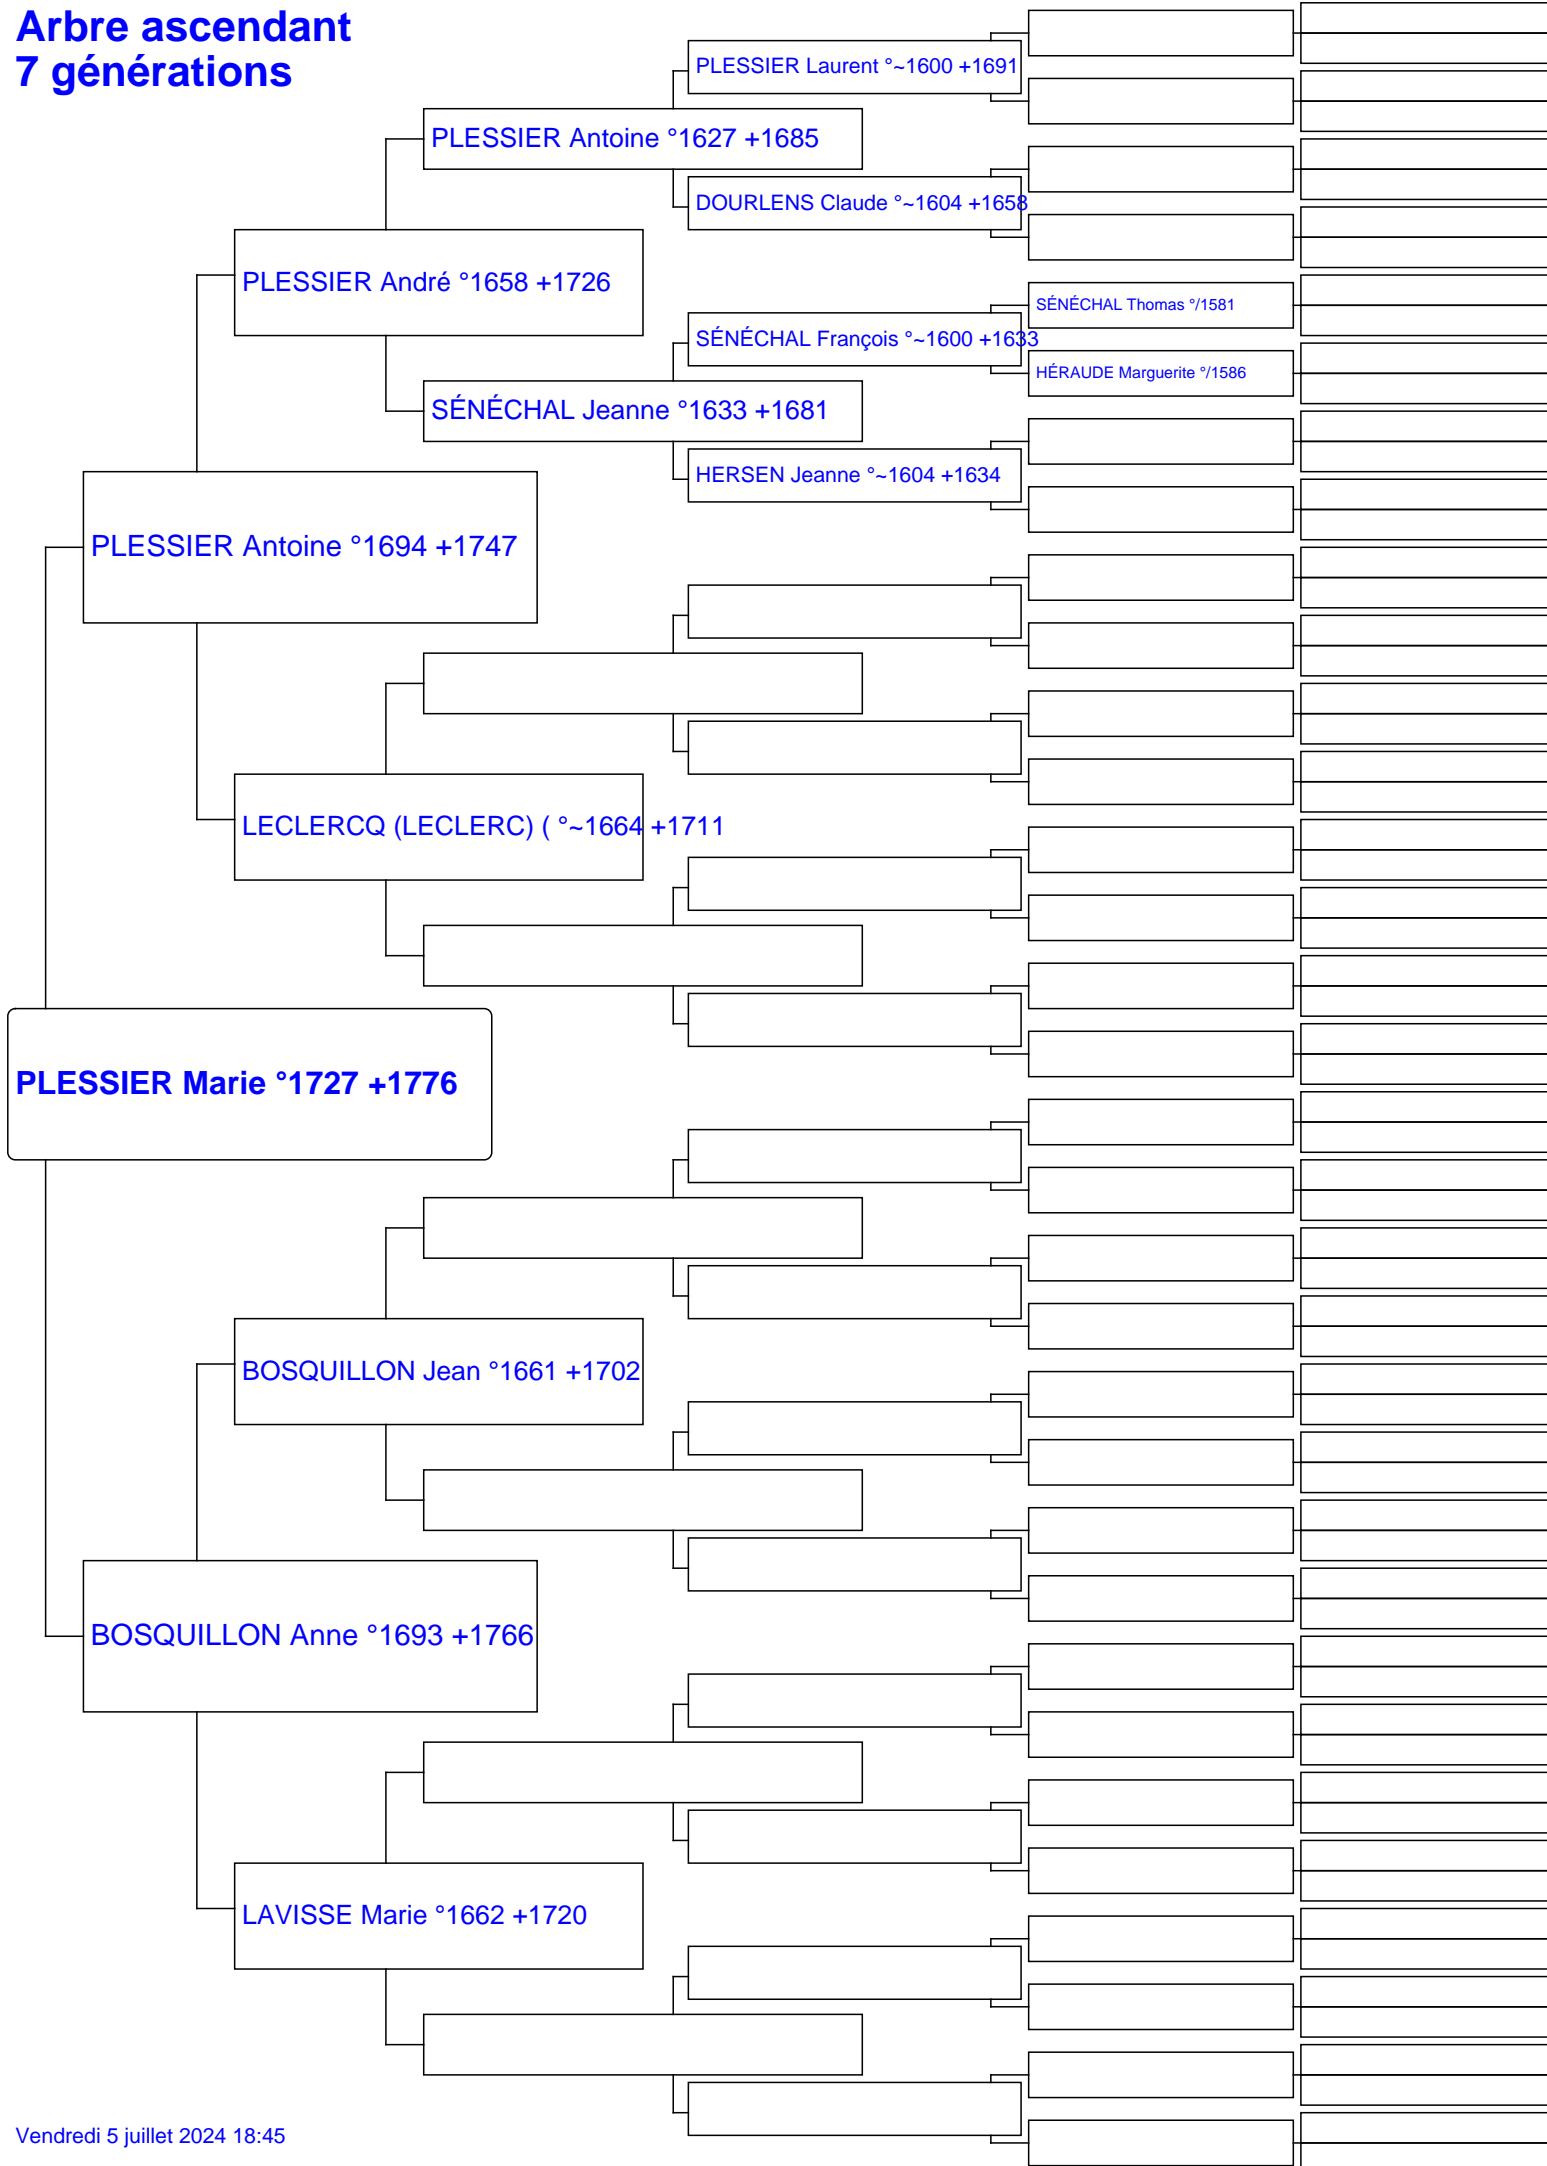 Arbre ascendant
7 générations
PLESSIER Laurent °~1600 +1691
PLESSIER Antoine °1627 +1685
DOURLENS Claude °~1604 +1658
PLESSIER André °1658 +1726
SÉNÉCHAL Thomas °/1581
SÉNÉCHAL François °~1600 +1633
HÉRAUDE Marguerite °/1586
SÉNÉCHAL Jeanne °1633 +1681
HERSEN Jeanne °~1604 +1634
PLESSIER Antoine °1694 +1747
LECLERCQ (LECLERC) ( °~1664 +1711
PLESSIER Marie °1727 +1776
BOSQUILLON Jean °1661 +1702
BOSQUILLON Anne °1693 +1766
LAVISSE Marie °1662 +1720
Vendredi 5 juillet 2024 18:45